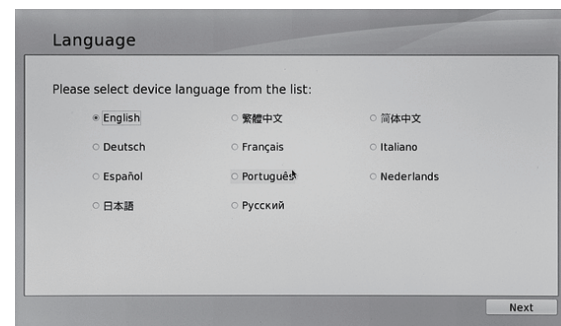 Language
Please select device language from the list:
English 繁體中文 简体中文
Deutsch Français Italiano
Español Português Nederlands
日本語 Русский
Next